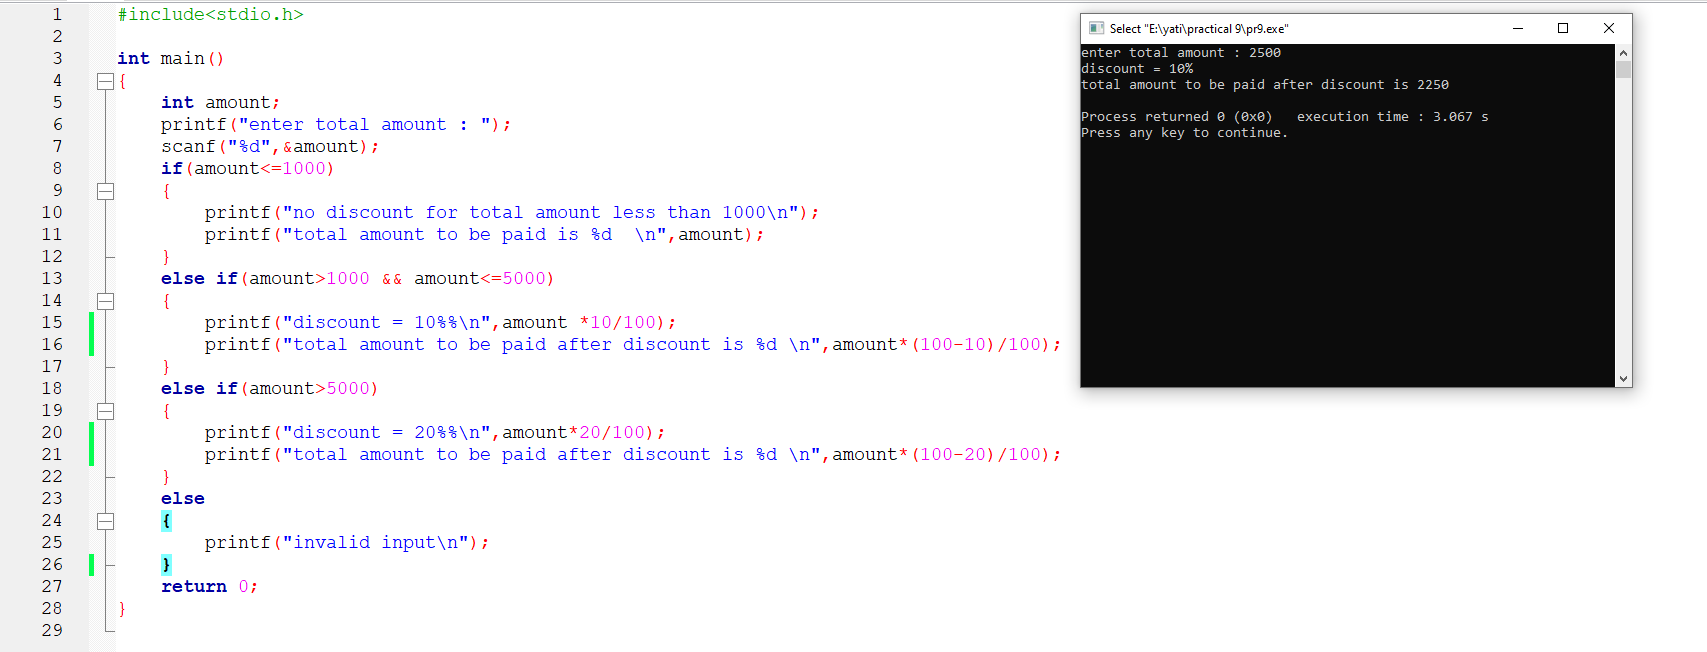 1 #include<stdio.h>
2
3 int main()
4 {
5 int amount;
6 printf("enter total amount : ");
7 scanf("%d",&amount);
8 if(amount<=1000)
9 {
10 printf("no discount for total amount less than 1000\n");
11 printf("total amount to be paid is %d  \n",amount);
12 }
13 else if(amount>1000 && amount<=5000)
14 {
15 printf("discount = 10%%\n",amount *10/100);
16 printf("total amount to be paid after discount is %d \n",amount*(100-10)/100);
17 }
18 else if(amount>5000)
19 {
20 printf("discount = 20%%\n",amount*20/100);
21 printf("total amount to be paid after discount is %d \n",amount*(100-20)/100);
22 }
23 else
24 {
25 printf("invalid input\n");
26 }
27 return 0;
28 }
29
Select "E:\yati\practical 9\pr9.exe"
enter total amount : 2500
discount = 10%
total amount to be paid after discount is 2250
Process returned 0 (0x0)   execution time : 3.067 s
Press any key to continue.